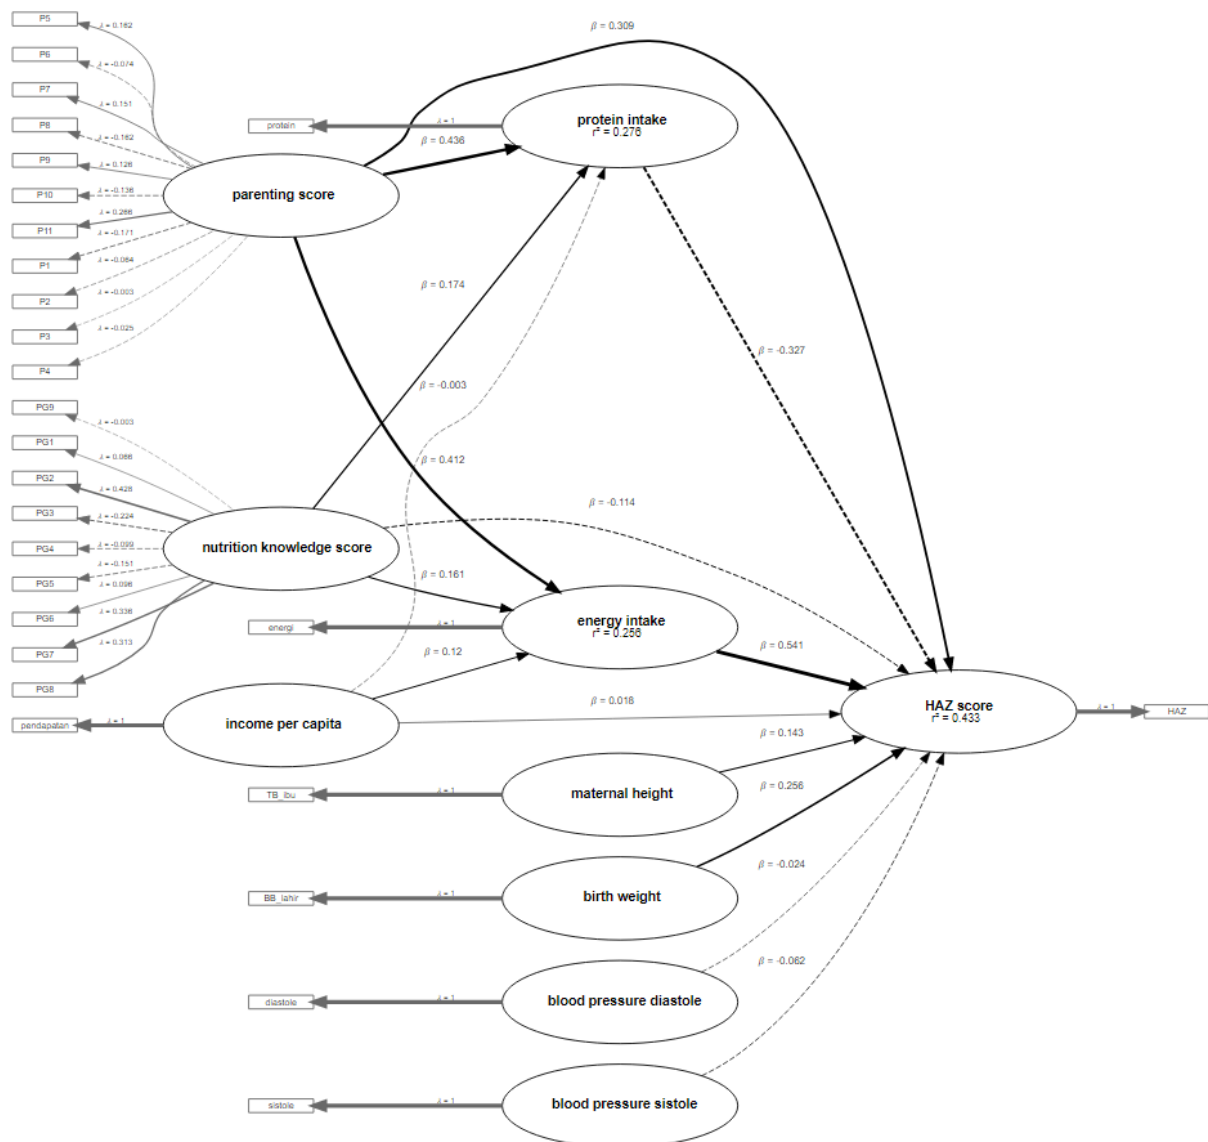 P5
λ = 0.162
β = 0.309
P6
λ = -0.074
P7
λ = 0.151
protein intake
r² = 0.276
P8
λ = -0.162
protein
λ = 1
β = 0.436
P9
λ = 0.126
parenting score
P10
λ = -0.136
P11
λ = 0.266
P1
λ = -0.171
P2
λ = -0.064
β = 0.174
P3
λ = -0.003
P4
λ = -0.025
β = -0.327
β = -0.003
PG9
λ = -0.003
PG1
λ = 0.066
β = 0.412
PG2
λ = 0.428
PG3
λ = -0.224
β = -0.114
PG4
λ = -0.099
nutrition knowledge score
PG5
λ = -0.151
β = 0.161
PG6
λ = 0.096
energi
λ = 1
energy intake
r² = 0.256
PG7
λ = 0.336
β = 0.12
β = 0.541
PG8
λ = 0.313
pendapatan
λ = 1
income per capita
β = 0.018
HAZ score
r² = 0.433
λ = 1
HAZ
β = 0.143
TB_ibu
λ = 1
maternal height
β = 0.256
β = -0.024
BB_lahir
λ = 1
birth weight
β = -0.062
diastole
λ = 1
blood pressure diastole
sistole
λ = 1
blood pressure sistole